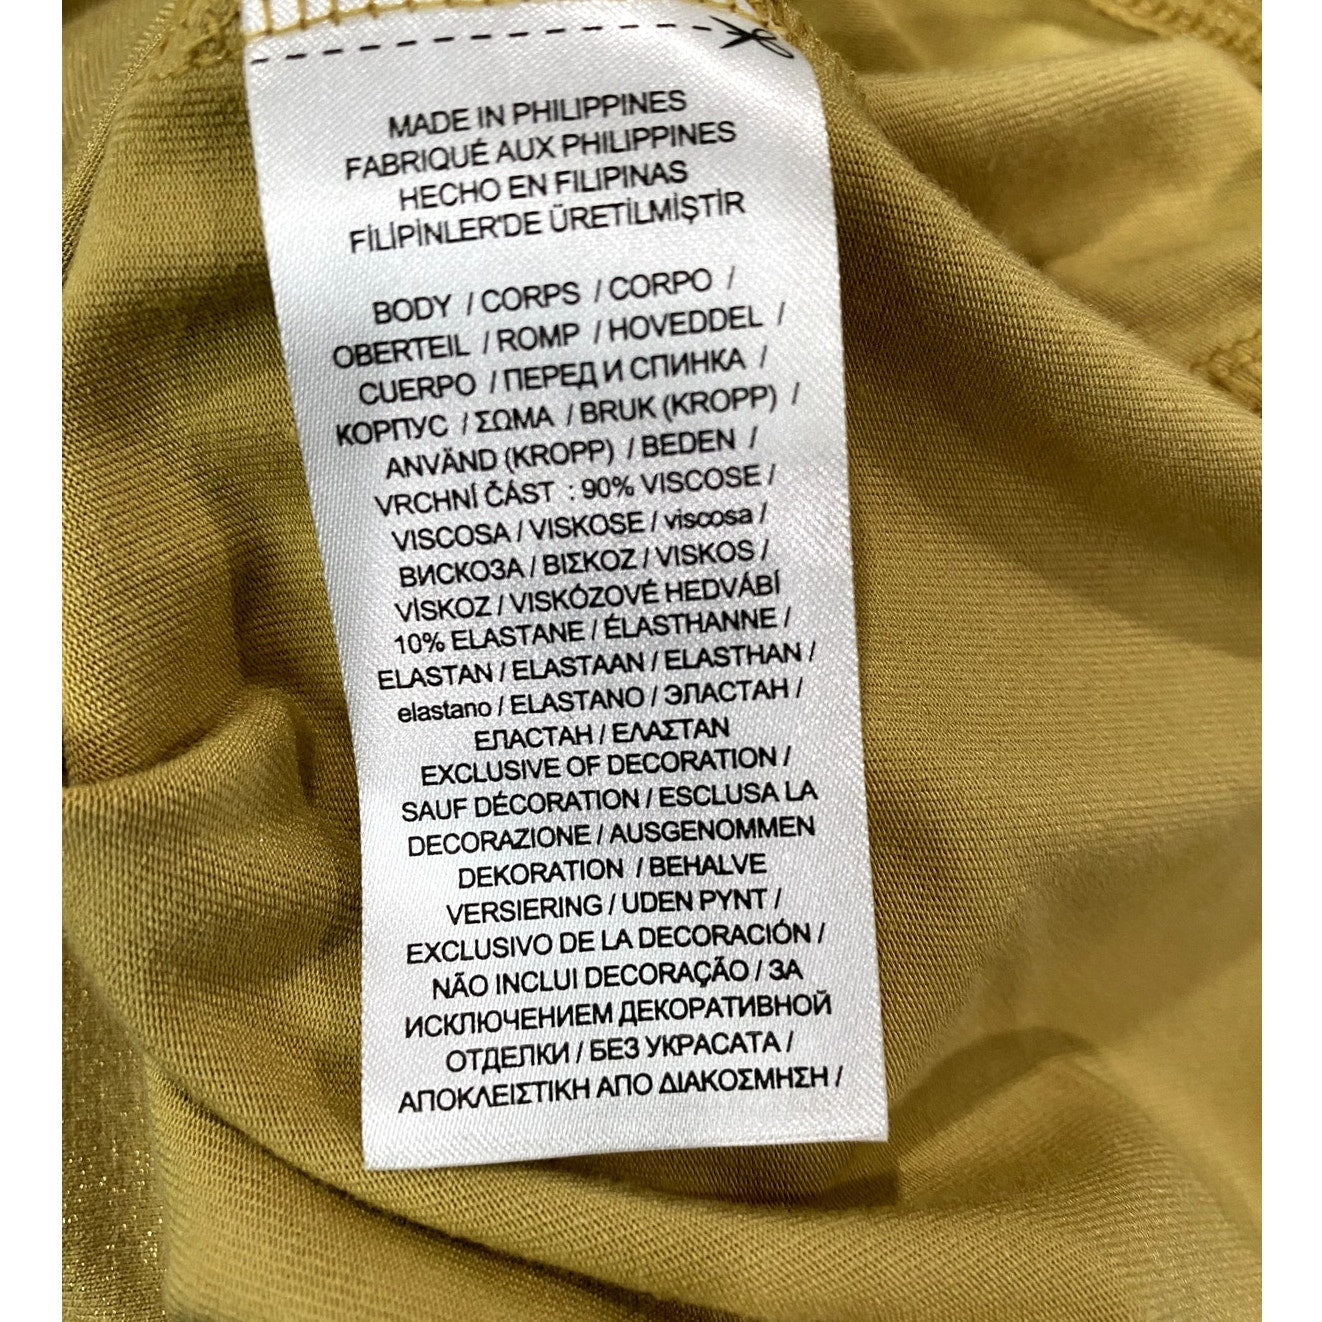 MADE IN PHILIPPINES
FABRIQUÉ AUX PHILIPPINES
HECHO EN FILIPINAS
FİLİPİNLER'DE ÜRETİLMİŞTİR
BODY / CORPS / CORPO /
OBERTEIL / ROMP / HOVEDDEL /
CUERPO / ПЕРЕД И СПИНКА /
КОРПУС / ΣΩΜΑ / BRUK (KROPP) /
ANVÄND (KROPP) / BEDEN /
VRCHNÍ ČÁST : 90% VISCOSE /
VISCOSA / VISKOSE / viscosa /
ВИСКОЗА / ΒΙΣΚΟΖ / VISKOS /
VİSKOZ / VISKÓZOVÉ HEDVÁBÍ
10% ELASTANE / ÉLASTHANNE /
ELASTAN / ELASTAAN / ELASTHAN /
elastano / ELASTANO / ЭЛАСТАН /
ЕЛАСТАН / ΕΛΑΣΤΑΝ
EXCLUSIVE OF DECORATION /
SAUF DÉCORATION / ESCLUSA LA
DECORAZIONE / AUSGENOMMEN
DEKORATION / BEHALVE
VERSIERING / UDEN PYNT /
EXCLUSIVO DE LA DECORACIÓN /
NÃO INCLUI DECORAÇÃO / ЗА
ИСКЛЮЧЕНИЕМ ДЕКОРАТИВНОЙ
ОТДЕЛКИ / БЕЗ УКРАСАТА /
ΑΠΟΚΛΕΙΣΤΙΚΗ ΑΠΟ ΔΙΑΚΟΣΜΗΣΗ /